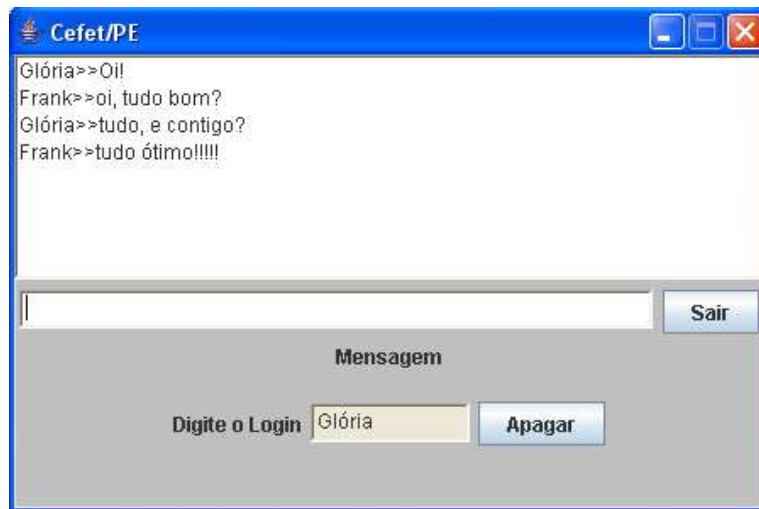 Cefet/PE
Glória>>Oi!
Frank>>oi, tudo bom?
Glória>>tudo, e contigo?
Frank>>tudo ótimo!!!!!
Sair
Mensagem
Digite o Login Glória Apagar